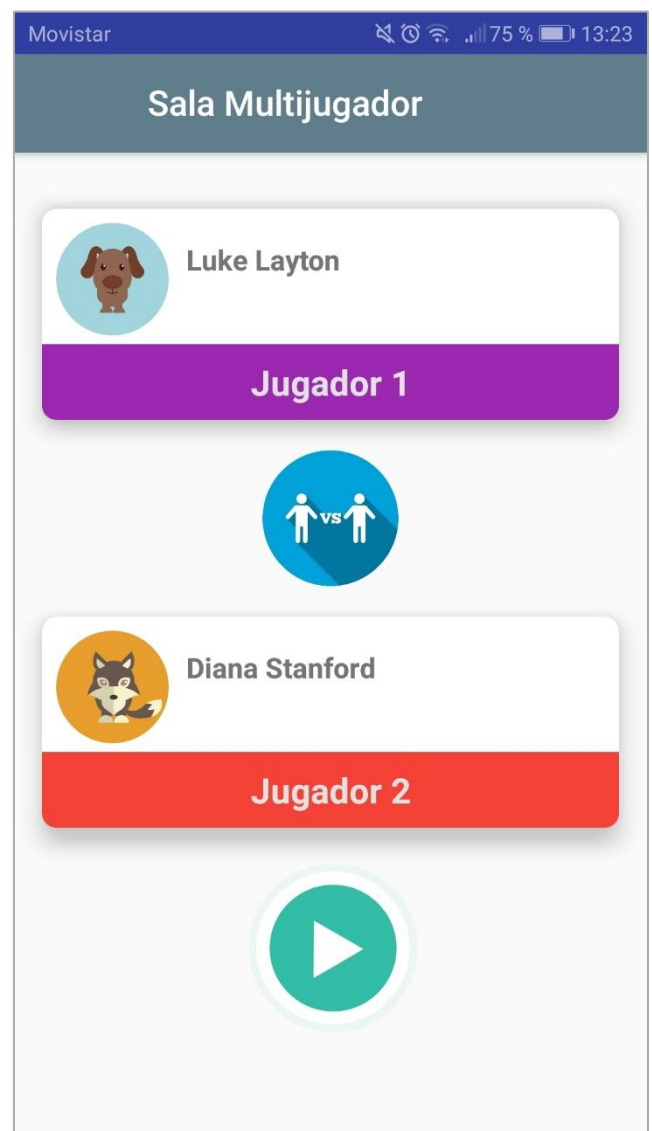 Movistar 75 % 13:23
Sala Multijugador
Luke Layton
Jugador 1
vs
Diana Stanford
Jugador 2